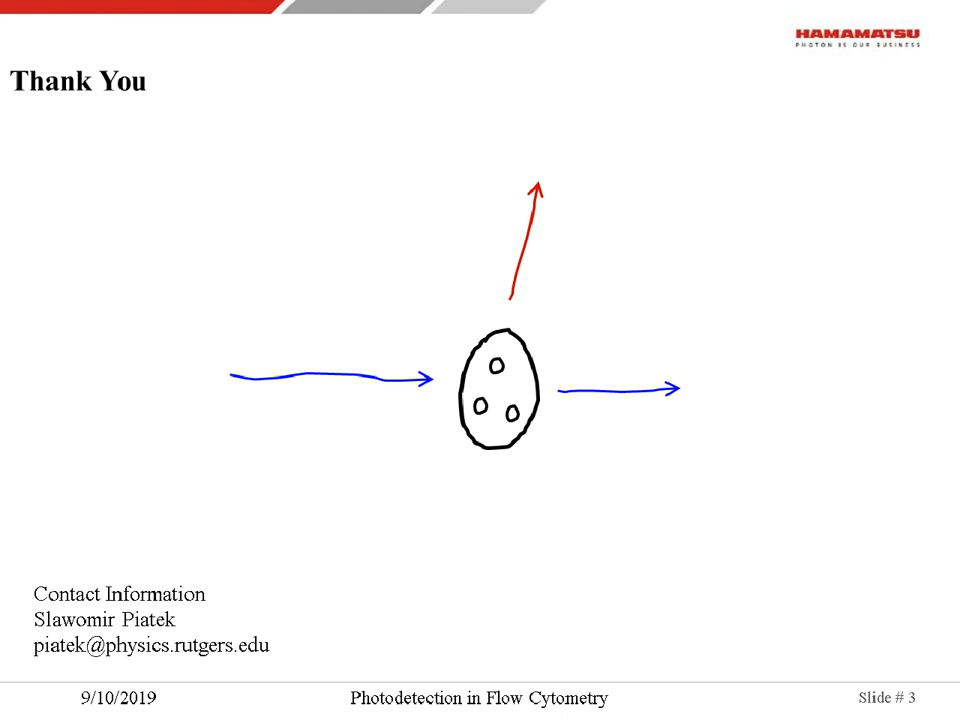 HAMAMATSU
PHOTON IS OUR BUSINESS
Thank You
Contact Information
Slawomir Piatek
piatek@physics.rutgers.edu
9/10/2019
Photodetection in Flow Cytometry
Slide # 3